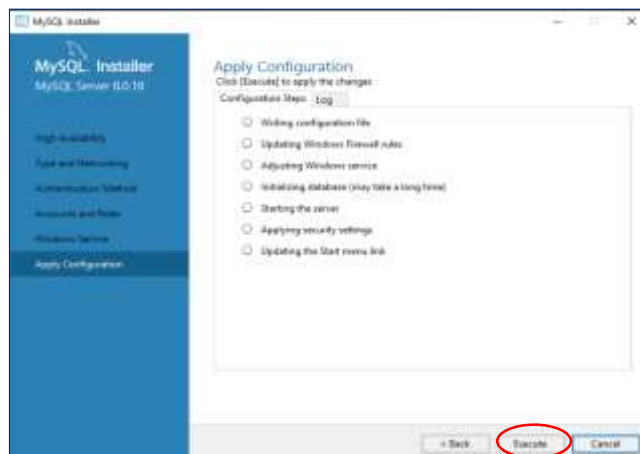 MySQL Installer
MySQL. Installer
MySQL Server 8.0.18
High Availability
Type and Networking
Authentication Method
Accounts and Roles
Windows Service
Apply Configuration
Apply Configuration
Click [Execute] to apply the changes
Configuration Steps Log
Writing configuration file
Updating Windows Firewall rules
Adjusting Windows service
Initializing database (may take a long time)
Starting the server
Applying security settings
Updating the Start menu link
< Back Execute Cancel